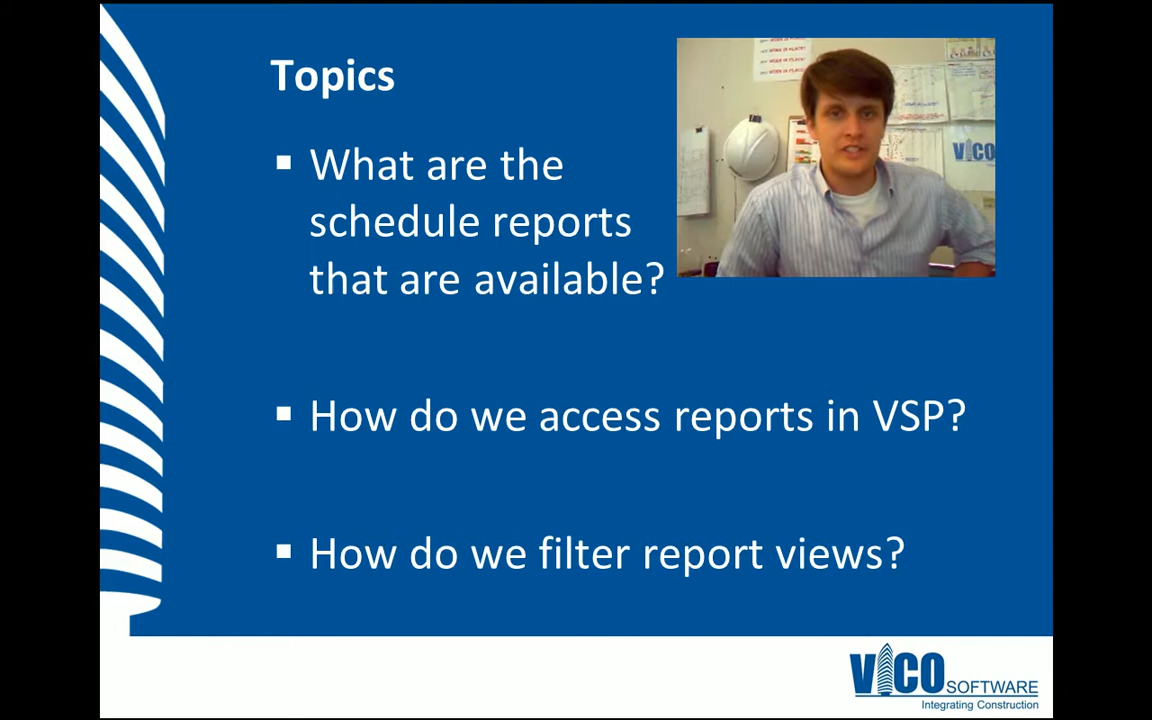 Topics
▪ What are the
schedule reports
that are available?
VICO
▪ How do we access reports in VSP?
▪ How do we filter report views?
VICO SOFTWARE
Integrating Construction